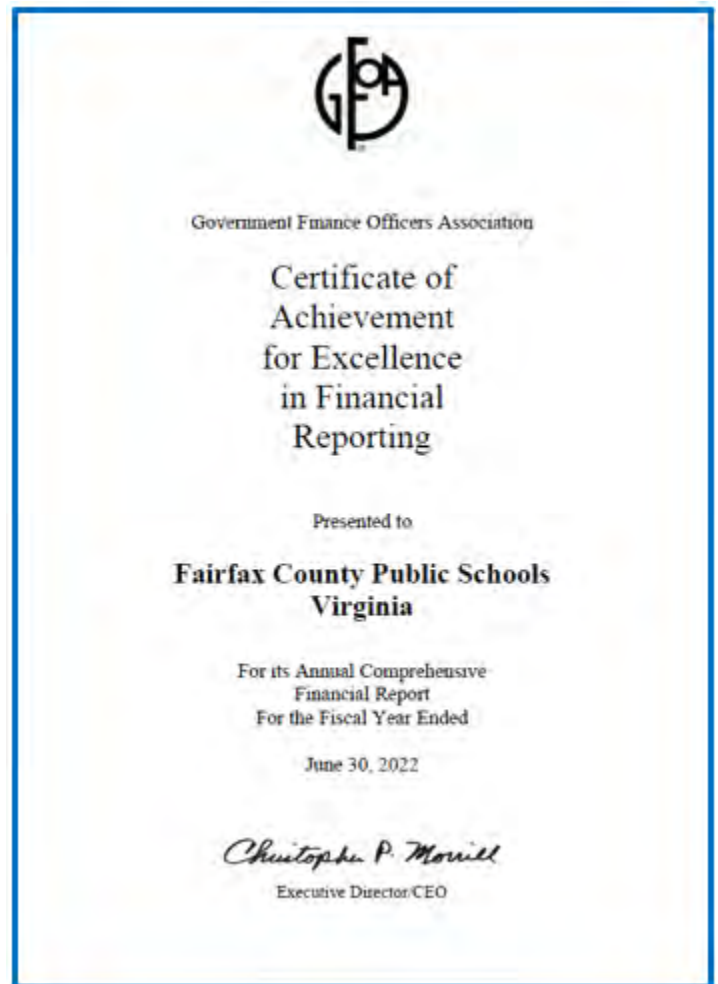 GFOA
Government Finance Officers Association
Certificate of
Achievement
for Excellence
in Financial
Reporting
Presented to
Fairfax County Public Schools
Virginia
For its Annual Comprehensive
Financial Report
For the Fiscal Year Ended
June 30, 2022
Christopher P. Morrill
Executive Director/CEO